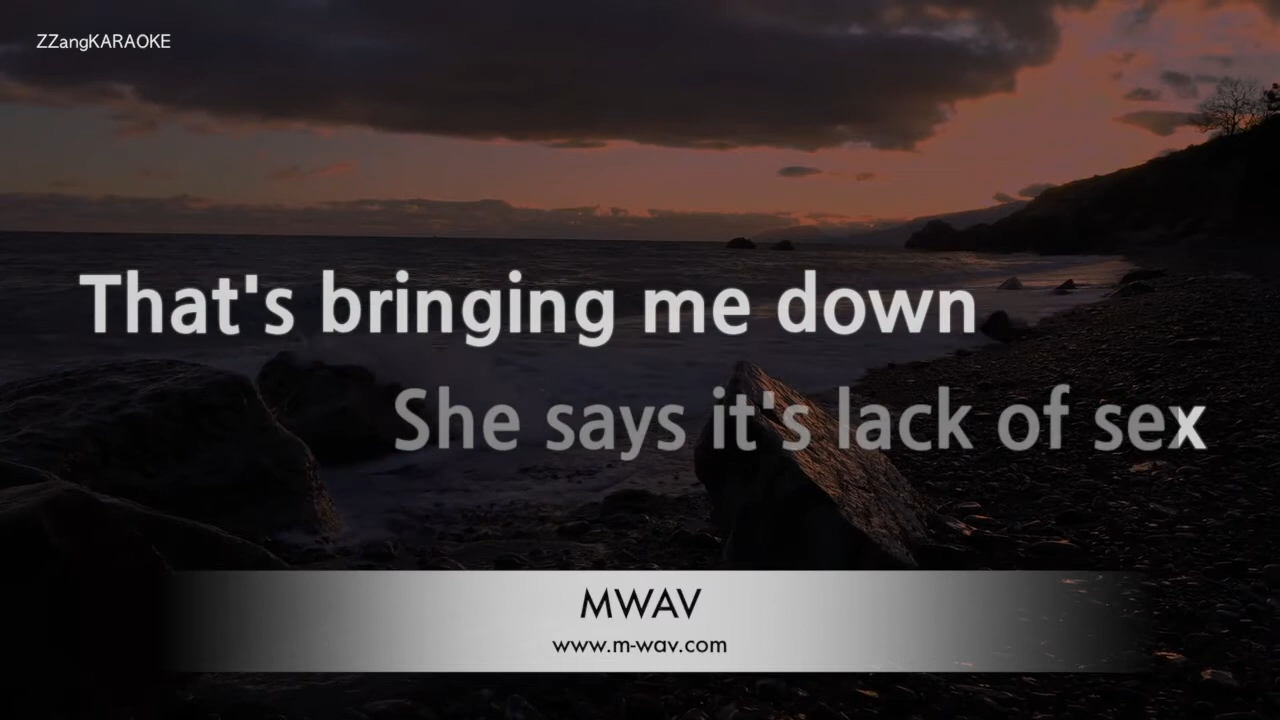 ZZangKARAOKE
That's bringing me down
She says it's lack of sex
MWAV
www.m-wav.com